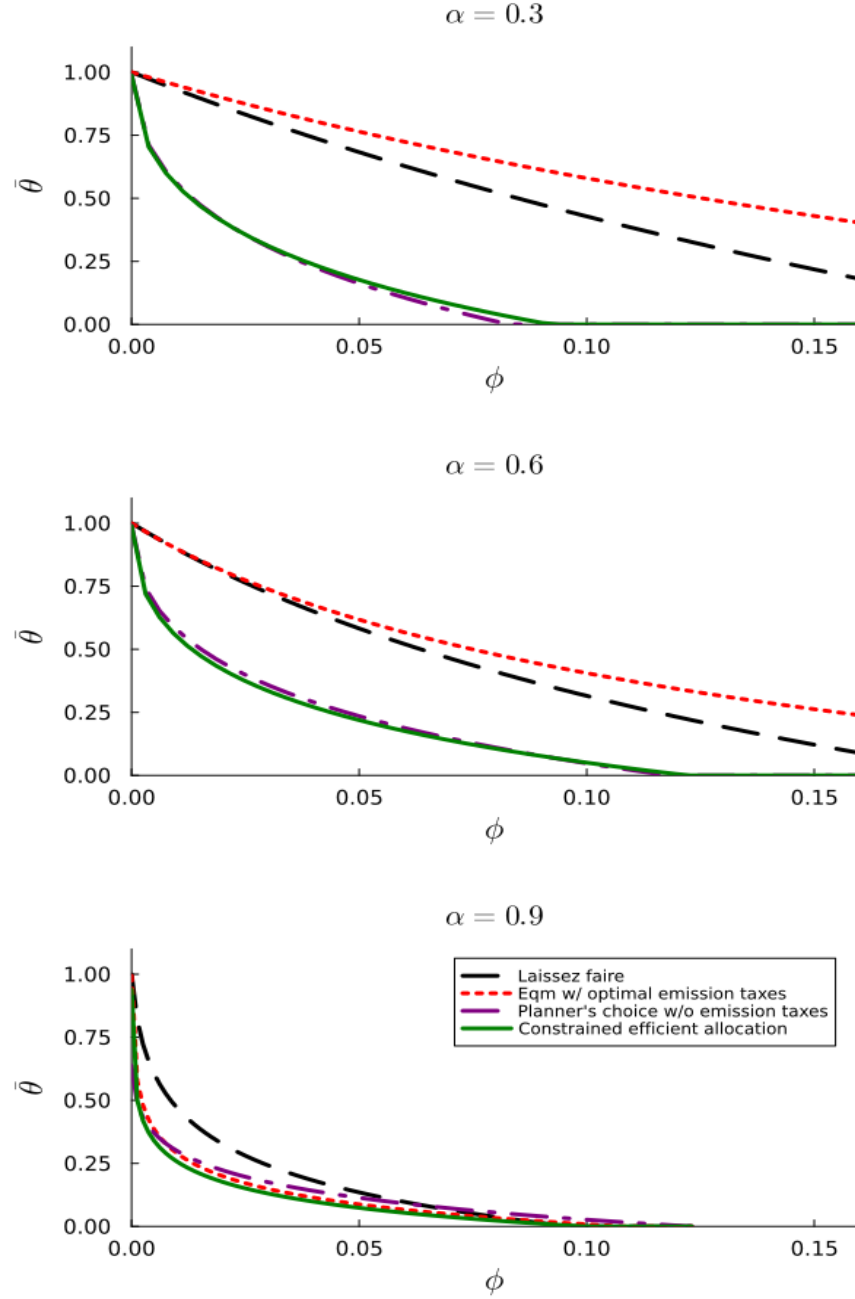 α = 0.3
1.00
0.75
0.50
0.25
0.00
θ̄
0.00 0.05 0.10 0.15
ϕ
α = 0.6
1.00
0.75
0.50
0.25
0.00
θ̄
0.00 0.05 0.10 0.15
ϕ
α = 0.9
Laissez faire
Eqm w/ optimal emission taxes
Planner's choice w/o emission taxes
Constrained efficient allocation
1.00
0.75
0.50
0.25
0.00
θ̄
0.00 0.05 0.10 0.15
ϕ